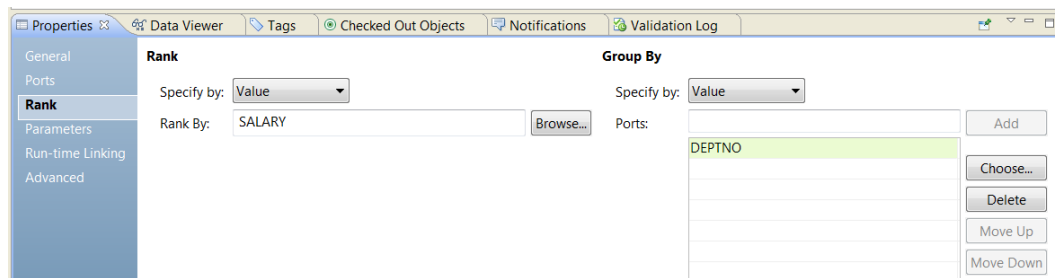 Properties Data Viewer Tags Checked Out Objects Notifications Validation Log
General
Ports
Rank
Parameters
Run-time Linking
Advanced
Rank
Specify by: Value
Rank By: SALARY Browse...
Group By
Specify by: Value
Ports: Add
DEPTNO
Choose...
Delete
Move Up
Move Down